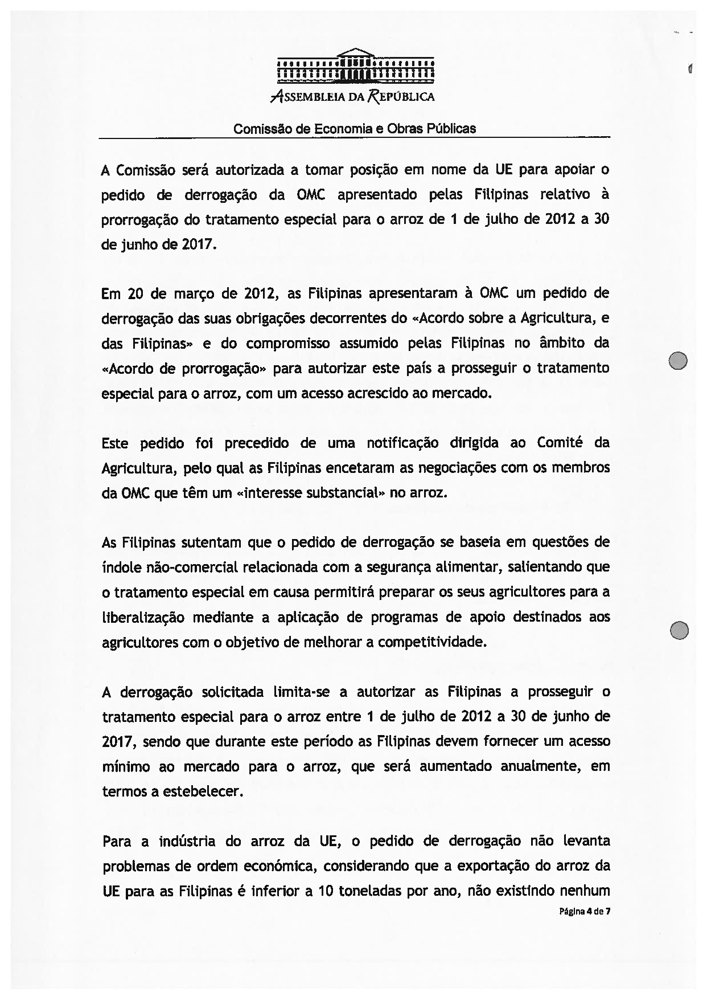 ASSEMBLEIA DA REPÚBLICA
Comissão de Economia e Obras Públicas
A Comissão será autorizada a tomar posição em nome da UE para apoiar o
pedido de derrogação da OMC apresentado pelas Filipinas relativo à
prorrogação do tratamento especial para o arroz de 1 de julho de 2012 a 30
de junho de 2017.
Em 20 de março de 2012, as Filipinas apresentaram à OMC um pedido de
derrogação das suas obrigações decorrentes do «Acordo sobre a Agricultura, e
das Filipinas» e do compromisso assumido pelas Filipinas no âmbito da
«Acordo de prorrogação» para autorizar este país a prosseguir o tratamento
especial para o arroz, com um acesso acrescido ao mercado.
Este pedido foi precedido de uma notificação dirigida ao Comité da
Agricultura, pelo qual as Filipinas encetaram as negociações com os membros
da OMC que têm um «interesse substancial» no arroz.
As Filipinas sutentam que o pedido de derrogação se baseia em questões de
índole não-comercial relacionada com a segurança alimentar, salientando que
o tratamento especial em causa permitirá preparar os seus agricultores para a
liberalização mediante a aplicação de programas de apoio destinados aos
agricultores com o objetivo de melhorar a competitividade.
A derrogação solicitada limita-se a autorizar as Filipinas a prosseguir o
tratamento especial para o arroz entre 1 de julho de 2012 a 30 de junho de
2017, sendo que durante este período as Filipinas devem fornecer um acesso
mínimo ao mercado para o arroz, que será aumentado anualmente, em
termos a estebelecer.
Para a indústria do arroz da UE, o pedido de derrogação não levanta
problemas de ordem económica, considerando que a exportação do arroz da
UE para as Filipinas é inferior a 10 toneladas por ano, não existindo nenhum
Página 4 de 7